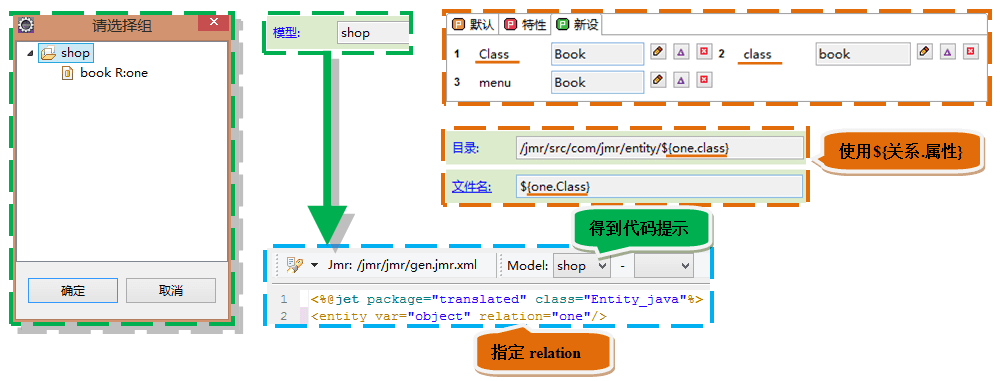 请选择组
shop
book R:one
确定
取消
模型:
shop
默认 特性 新设
1 Class Book 2 class book
3 menu Book
目录: /jmr/src/com/jmr/entity/${one.class}
文件名: ${one.Class}
使用${关系.属性}
得到代码提示
Jmr: /jmr/jmr/gen.jmr.xml Model: shop -
1 <%@jet package="translated" class="Entity_java"%>
2 <entity var="object" relation="one"/>
指定 relation